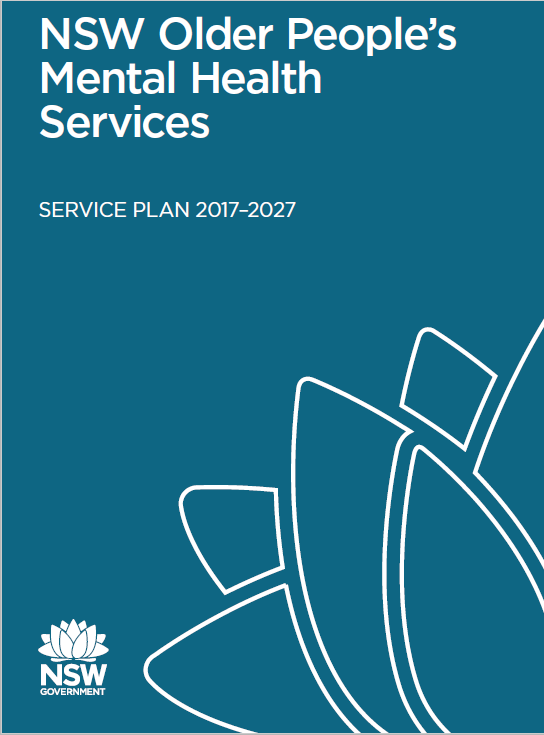 NSW Older People’s
Mental Health
Services
SERVICE PLAN 2017–2027
NSW
GOVERNMENT